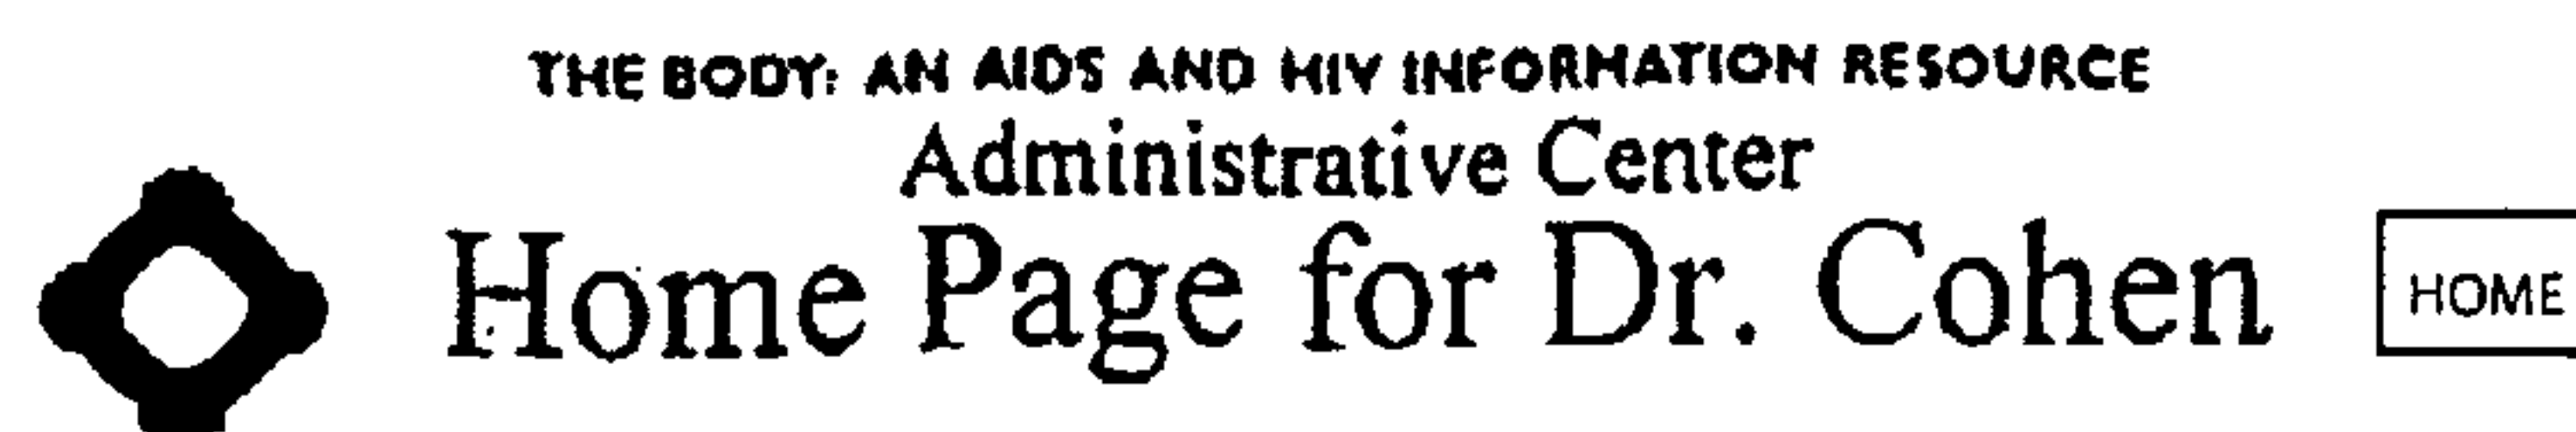 THE BODY: AN AIDS AND HIV INFORMATION RESOURCE
Administrative Center
Home Page for Dr. Cohen
HOME